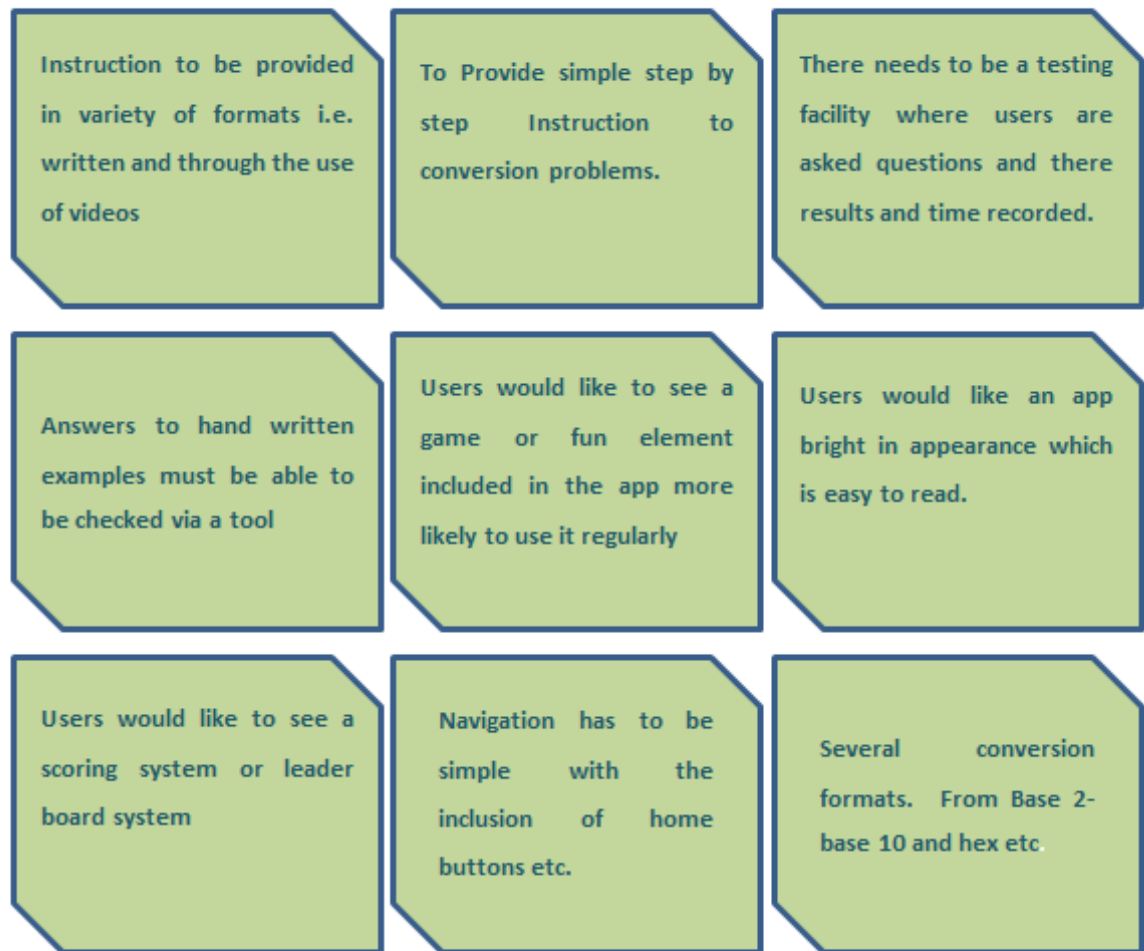 Instruction to be provided
in variety of formats i.e.
written and through the use
of videos
To Provide simple step by
step Instruction to
conversion problems.
There needs to be a testing
facility where users are
asked questions and there
results and time recorded.
Answers to hand written
examples must be able to
be checked via a tool
Users would like to see a
game or fun element
included in the app more
likely to use it regularly
Users would like an app
bright in appearance which
is easy to read.
Users would like to see a
scoring system or leader
board system
Navigation has to be
simple with the
inclusion of home
buttons etc.
Several conversion
formats. From Base 2-
base 10 and hex etc.